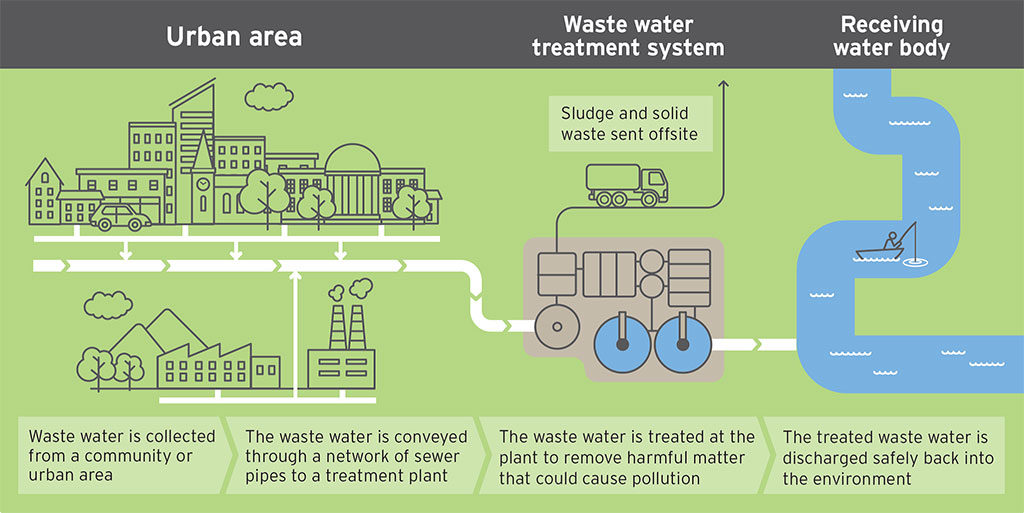 Urban area
Waste water
treatment system
Receiving
water body
Sludge and solid
waste sent offsite
Waste water is collected
from a community or
urban area
The waste water is conveyed
through a network of sewer
pipes to a treatment plant
The waste water is treated at the
plant to remove harmful matter
that could cause pollution
The treated waste water is
discharged safely back into
the environment